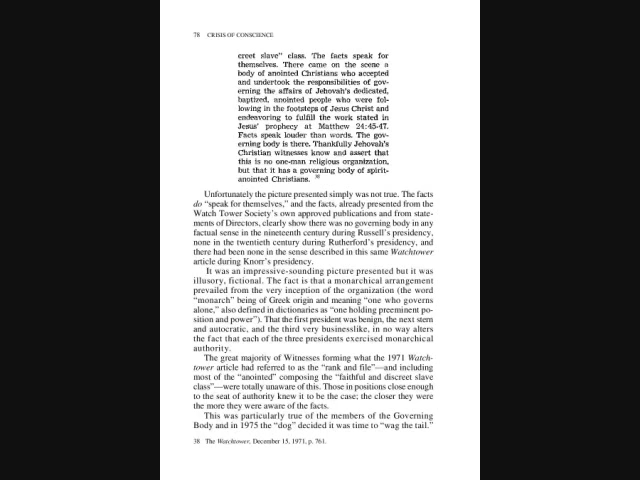 78 CRISIS OF CONSCIENCE
creet slave" class. The facts speak for
themselves. There came on the scene a
body of anointed Christians who accepted
and undertook the responsibilities of gov-
erning the affairs of Jehovah's dedicated,
baptized, anointed people who were fol-
lowing in the footsteps of Jesus Christ and
endeavoring to fulfill the work stated in
Jesus' prophecy at Matthew 24:45-47.
Facts speak louder than words. The gov-
erning body is there. Thankfully Jehovah's
Christian witnesses know and assert that
this is no one-man religious organization,
but that it has a governing body of spirit-
anointed Christians. 38
Unfortunately the picture presented simply was not true. The facts
do “speak for themselves,” and the facts, already presented from the
Watch Tower Society’s own approved publications and from state-
ments of Directors, clearly show there was no governing body in any
factual sense in the nineteenth century during Russell’s presidency,
none in the twentieth century during Rutherford’s presidency, and
there had been none in the sense described in this same Watchtower
article during Knorr’s presidency.
It was an impressive-sounding picture presented but it was
illusory, fictional. The fact is that a monarchical arrangement
prevailed from the very inception of the organization (the word
“monarch” being of Greek origin and meaning “one who governs
alone,” also defined in dictionaries as “one holding preeminent po-
sition and power”). That the first president was benign, the next stern
and autocratic, and the third very businesslike, in no way alters
the fact that each of the three presidents exercised monarchical
authority.
The great majority of Witnesses forming what the 1971 Watch-
tower article had referred to as the “rank and file”—and including
most of the “anointed” composing the “faithful and discreet slave
class”—were totally unaware of this. Those in positions close enough
to the seat of authority knew it to be the case; the closer they were
the more they were aware of the facts.
This was particularly true of the members of the Governing
Body and in 1975 the “dog” decided it was time to “wag the tail.”
38 The Watchtower, December 15, 1971, p. 761.